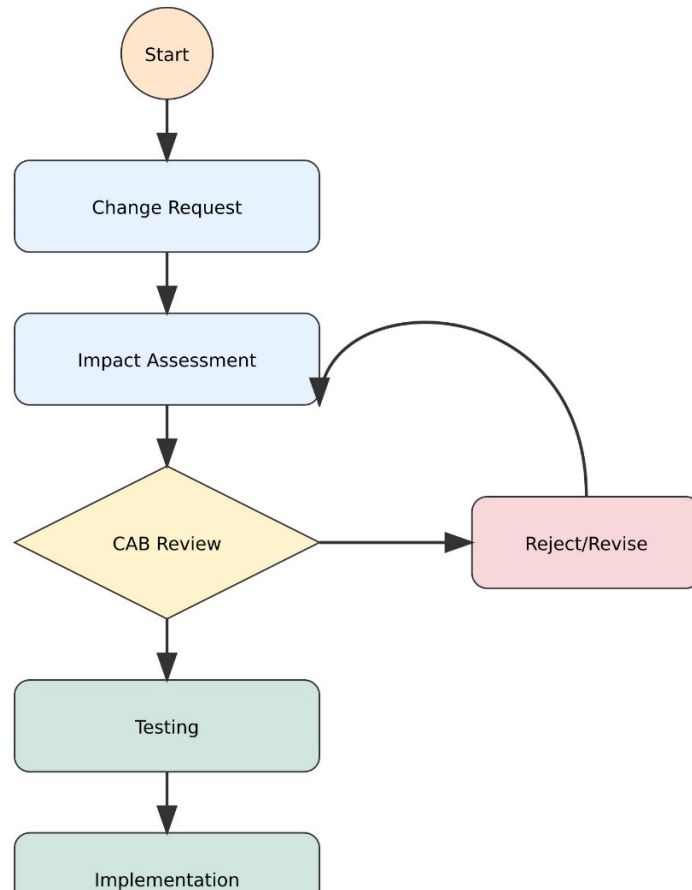 Start
Change Request
Impact Assessment
CAB Review
Reject/Revise
Testing
Implementation